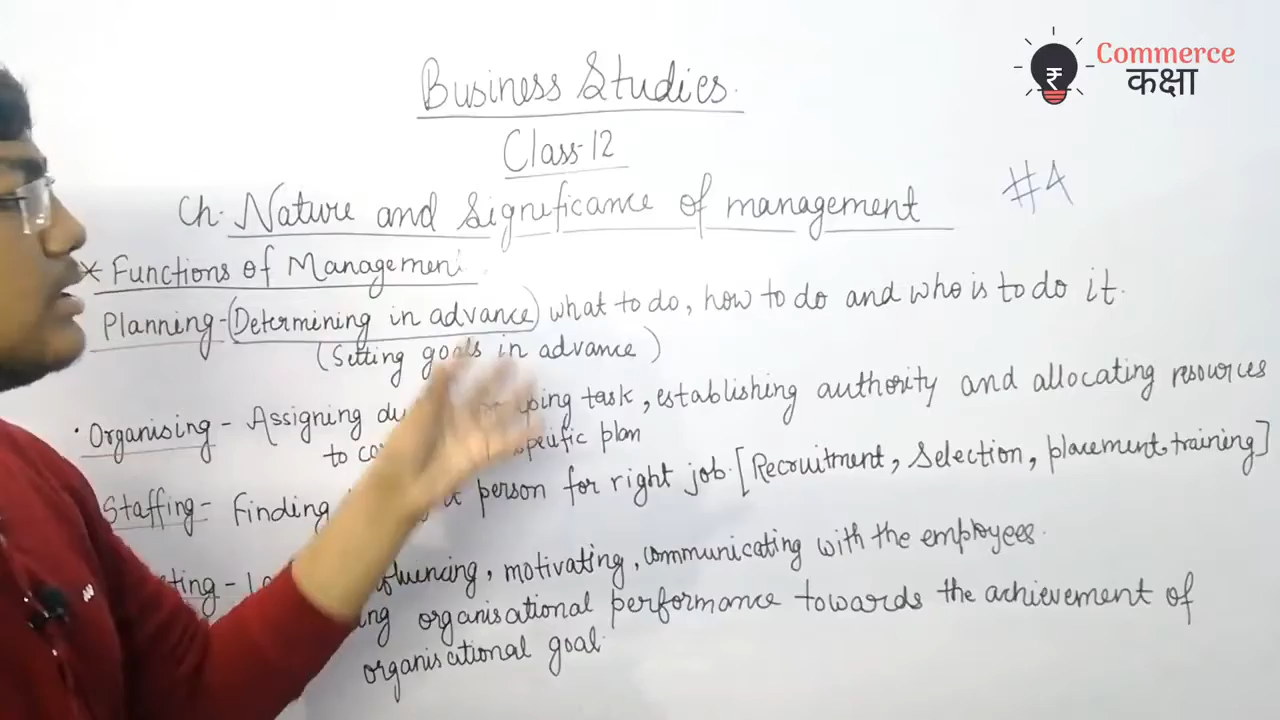 Commerce
कक्षा
₹
Business Studies.
Class-12
#4
Ch. Nature and Significance of management
* Functions of Management
Planning - (Determining in advance) what to do, how to do and who is to do it.
(Setting goals in advance)
Organising - Assigning task, establishing authority and allocating resources
to plan
Staffing - Finding person for right job. [Recruitment, Selection, placement, training]
motivating, communicating with the employees.
organisational performance towards the achievement of
organisational goal.